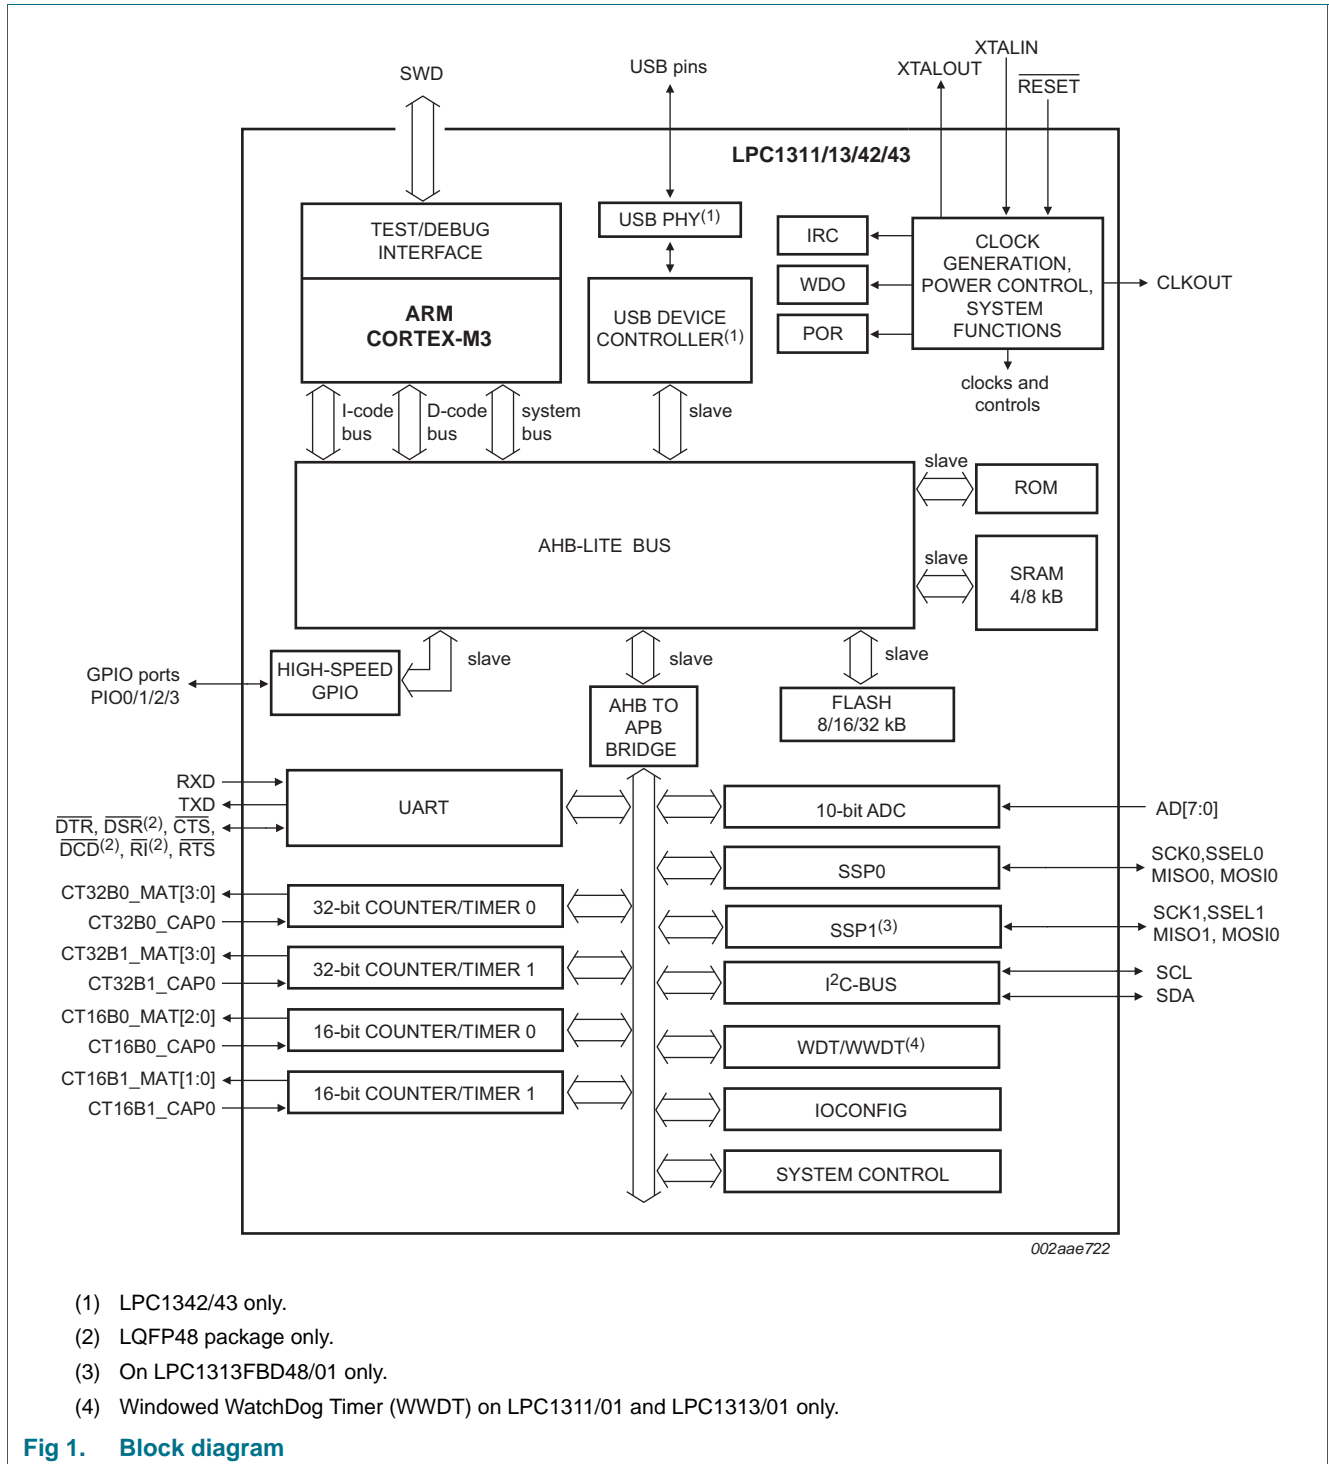 SWD
USB pins
XTALIN
XTALOUT
RESET
LPC1311/13/42/43
TEST/DEBUG
INTERFACE
USB PHY(1)
IRC
CLOCK
GENERATION,
POWER CONTROL,
SYSTEM
FUNCTIONS
WDO
CLKOUT
ARM
CORTEX-M3
USB DEVICE
CONTROLLER(1)
POR
clocks and
controls
I-code
bus
D-code
bus
system
bus
slave
AHB-LITE BUS
slave
ROM
slave
SRAM
4/8 kB
GPIO ports
PIO0/1/2/3
HIGH-SPEED
GPIO
slave
slave
slave
AHB TO
APB
BRIDGE
FLASH
8/16/32 kB
RXD
TXD
DTR, DSR(2), CTS,
DCD(2), RI(2), RTS
UART
10-bit ADC
AD[7:0]
SSP0
SCK0,SSEL0
MISO0, MOSI0
CT32B0_MAT[3:0]
CT32B0_CAP0
32-bit COUNTER/TIMER 0
SSP1(3)
SCK1,SSEL1
MISO1, MOSI0
CT32B1_MAT[3:0]
CT32B1_CAP0
32-bit COUNTER/TIMER 1
I2C-BUS
SCL
SDA
CT16B0_MAT[2:0]
CT16B0_CAP0
16-bit COUNTER/TIMER 0
WDT/WWDT(4)
CT16B1_MAT[1:0]
CT16B1_CAP0
16-bit COUNTER/TIMER 1
IOCONFIG
SYSTEM CONTROL
002aae722
(1) LPC1342/43 only.
(2) LQFP48 package only.
(3) On LPC1313FBD48/01 only.
(4) Windowed WatchDog Timer (WWDT) on LPC1311/01 and LPC1313/01 only.
Fig 1. Block diagram